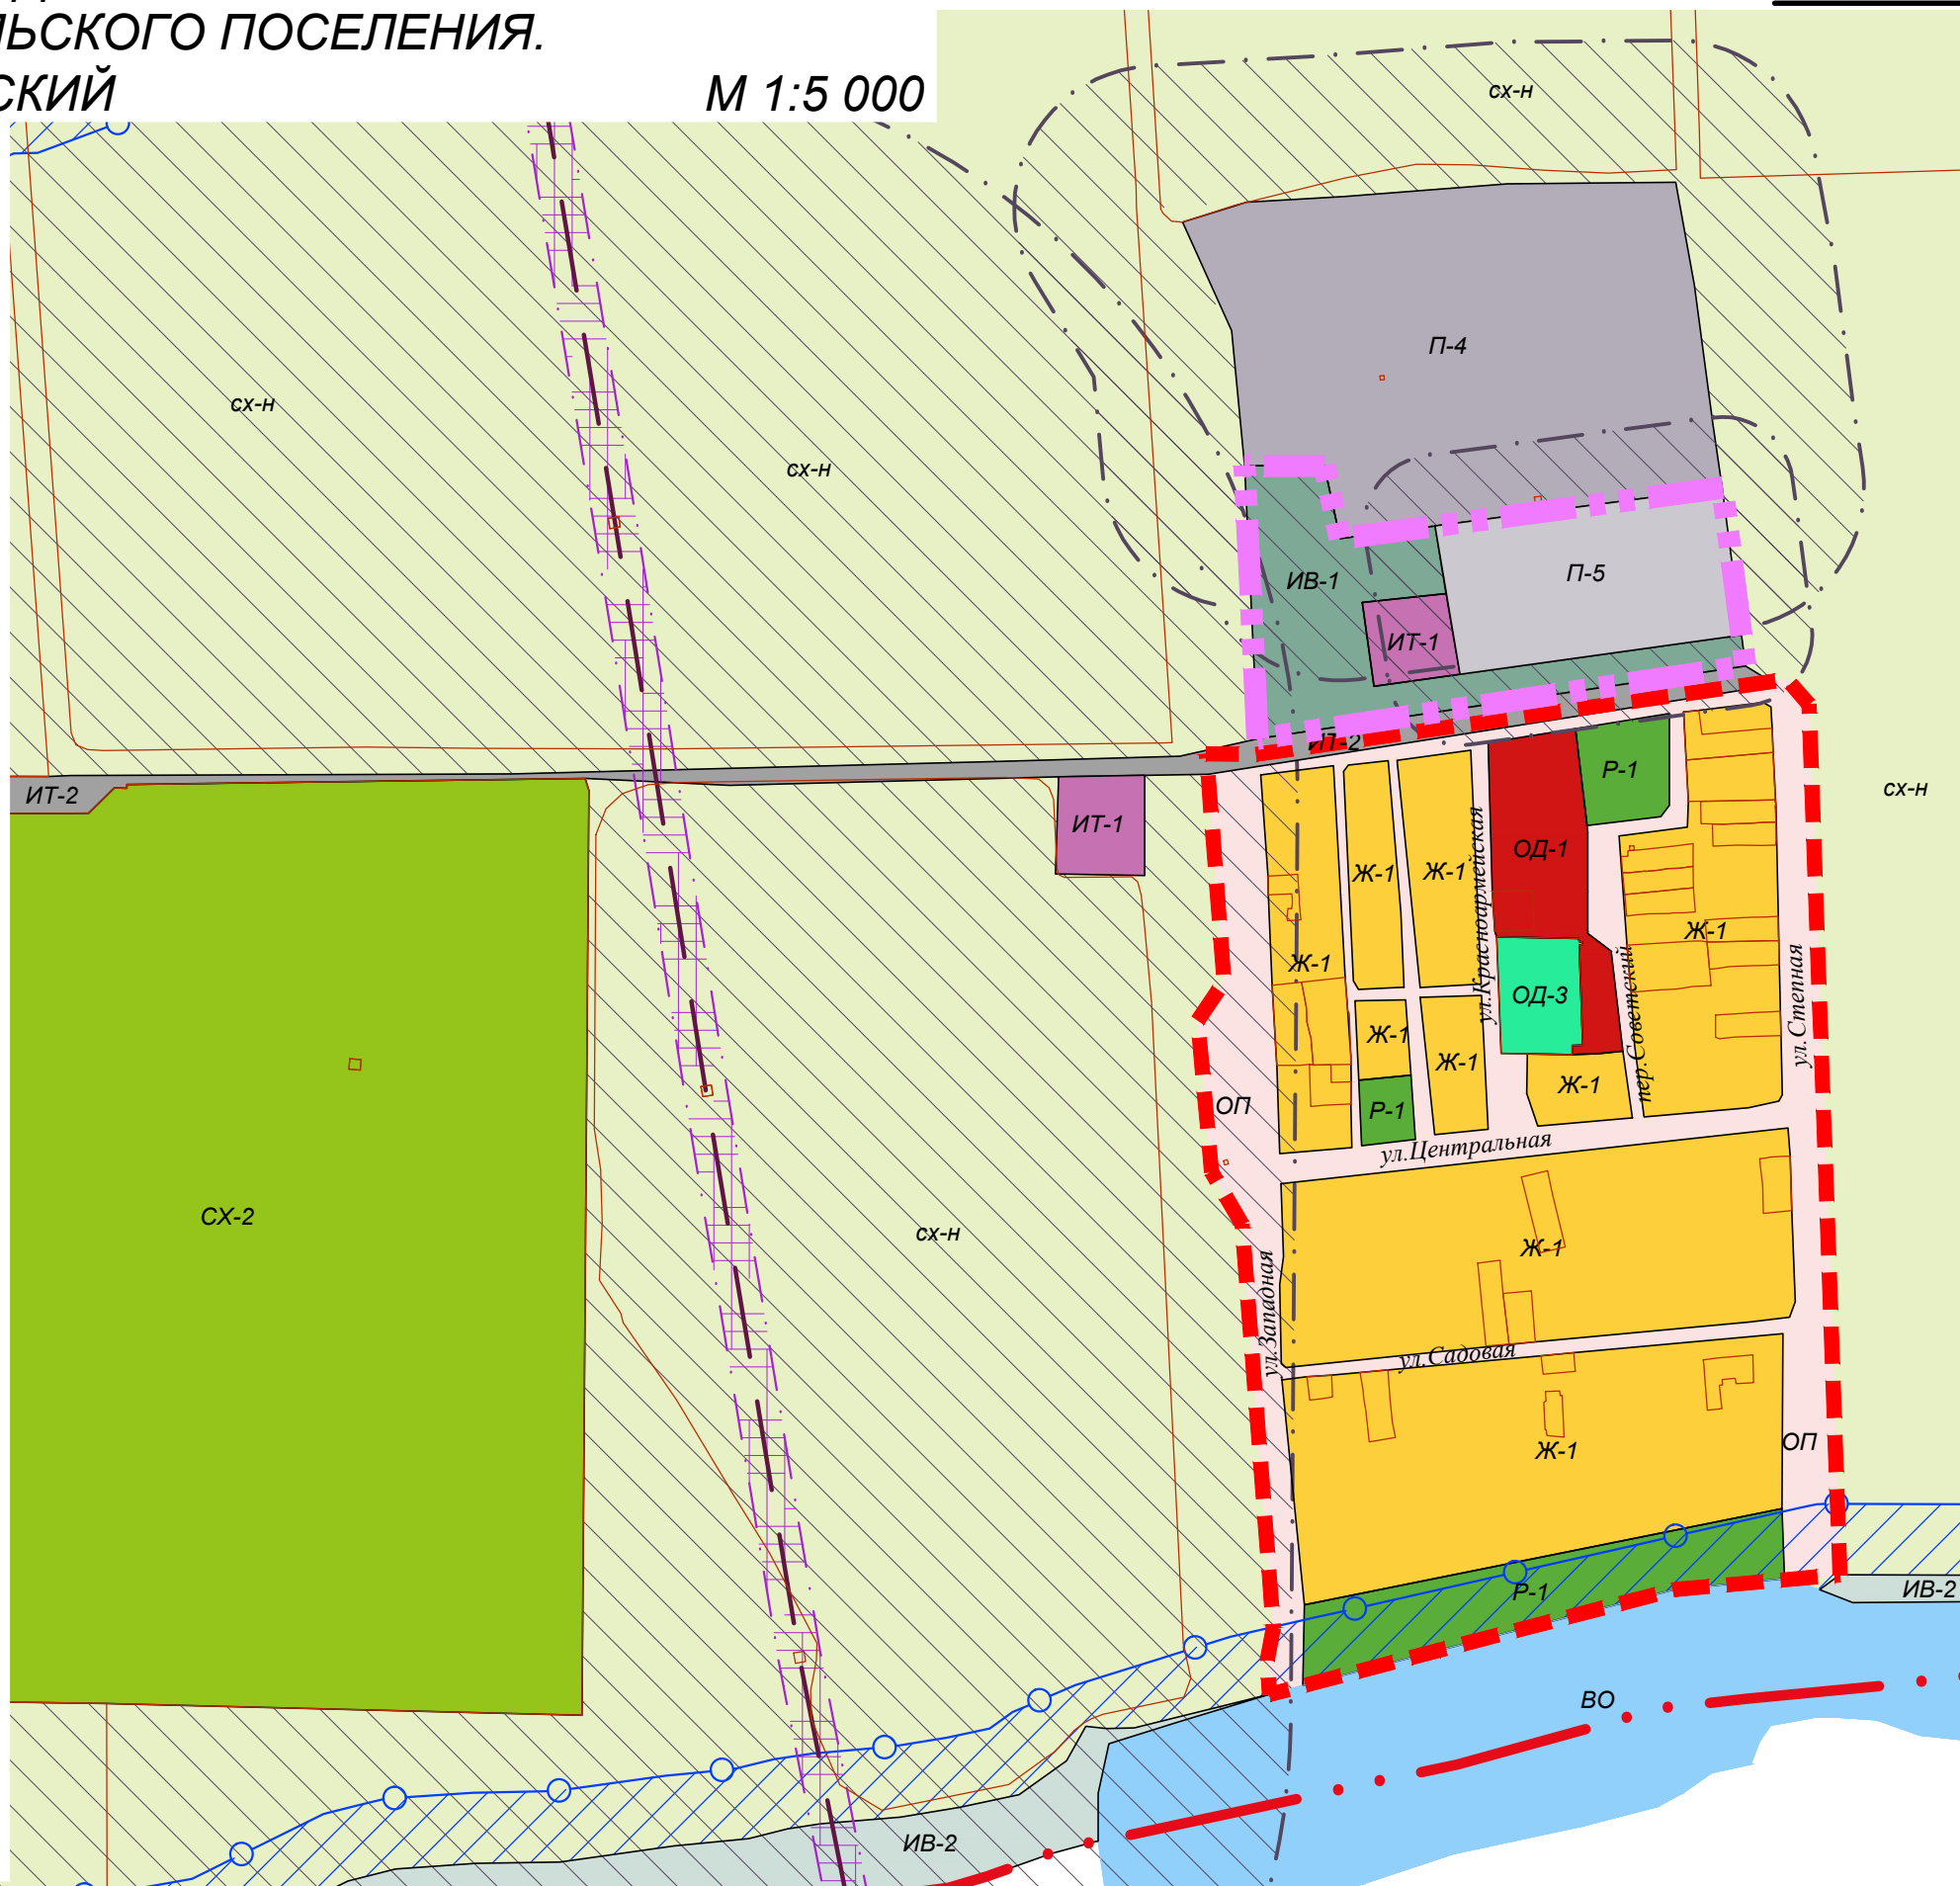 ЛЬСКОГО ПОСЕЛЕНИЯ.
СКИЙ
М 1:5 000
сх-н
П-4
сх-н
сх-н
ИВ-1
П-5
ИТ-1
ИТ-2
Р-1
ИТ-2
сх-н
ИТ-1
ОД-1
Ж-1
Ж-1
ул.Красноармейская
Ж-1
Ж-1
ОД-3
пер.Советский
ул.Степная
Ж-1
Ж-1
Ж-1
ОП
Р-1
ул.Центральная
СХ-2
сх-н
Ж-1
ул.Западная
ул.Садовая
ОП
Ж-1
Р-1
ИВ-2
ВО
ИВ-2